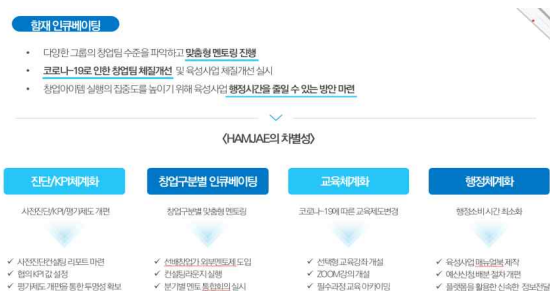 함재 인큐베이팅
• 다양한 그룹의 창업팀 수준을 파악하고 맞춤형 멘토링 진행
• 코로나-19로 인한 창업팀 체질개선 및 육성사업 체질개선 실시
• 창업아이템 실행의 집중도를 높이기 위해 육성사업 행정시간을 줄일 수 있는 방안 마련
《HAMJAE의 차별성》
진단/KPI체계화 창업구분별 인큐베이팅 교육체계화 행정체계화
사전진단/KPI/평가제도 개편 창업구분별 맞춤형 멘토링 코로나-19에 따른 교육제도변경 행정소비 시간 최소화
✓ 사전진단컨설팅 리포트 마련 ✓ 선배창업가 외부멘토제 도입 ✓ 선택형 교육강좌 개설 ✓ 육성사업 매뉴얼북 제작
✓ 협의 KPI 값 설정 ✓ 컨설팅라운지 실행 ✓ ZOOM강의 개설 ✓ 예산신청 배분 절차 개편
✓ 평가제도 개편을 통한 투명성 확보 ✓ 분기별 멘토 통합회의 실시 ✓ 필수과정 교육 아카이밍 ✓ 플랫폼을 활용한 신속한 정보전달